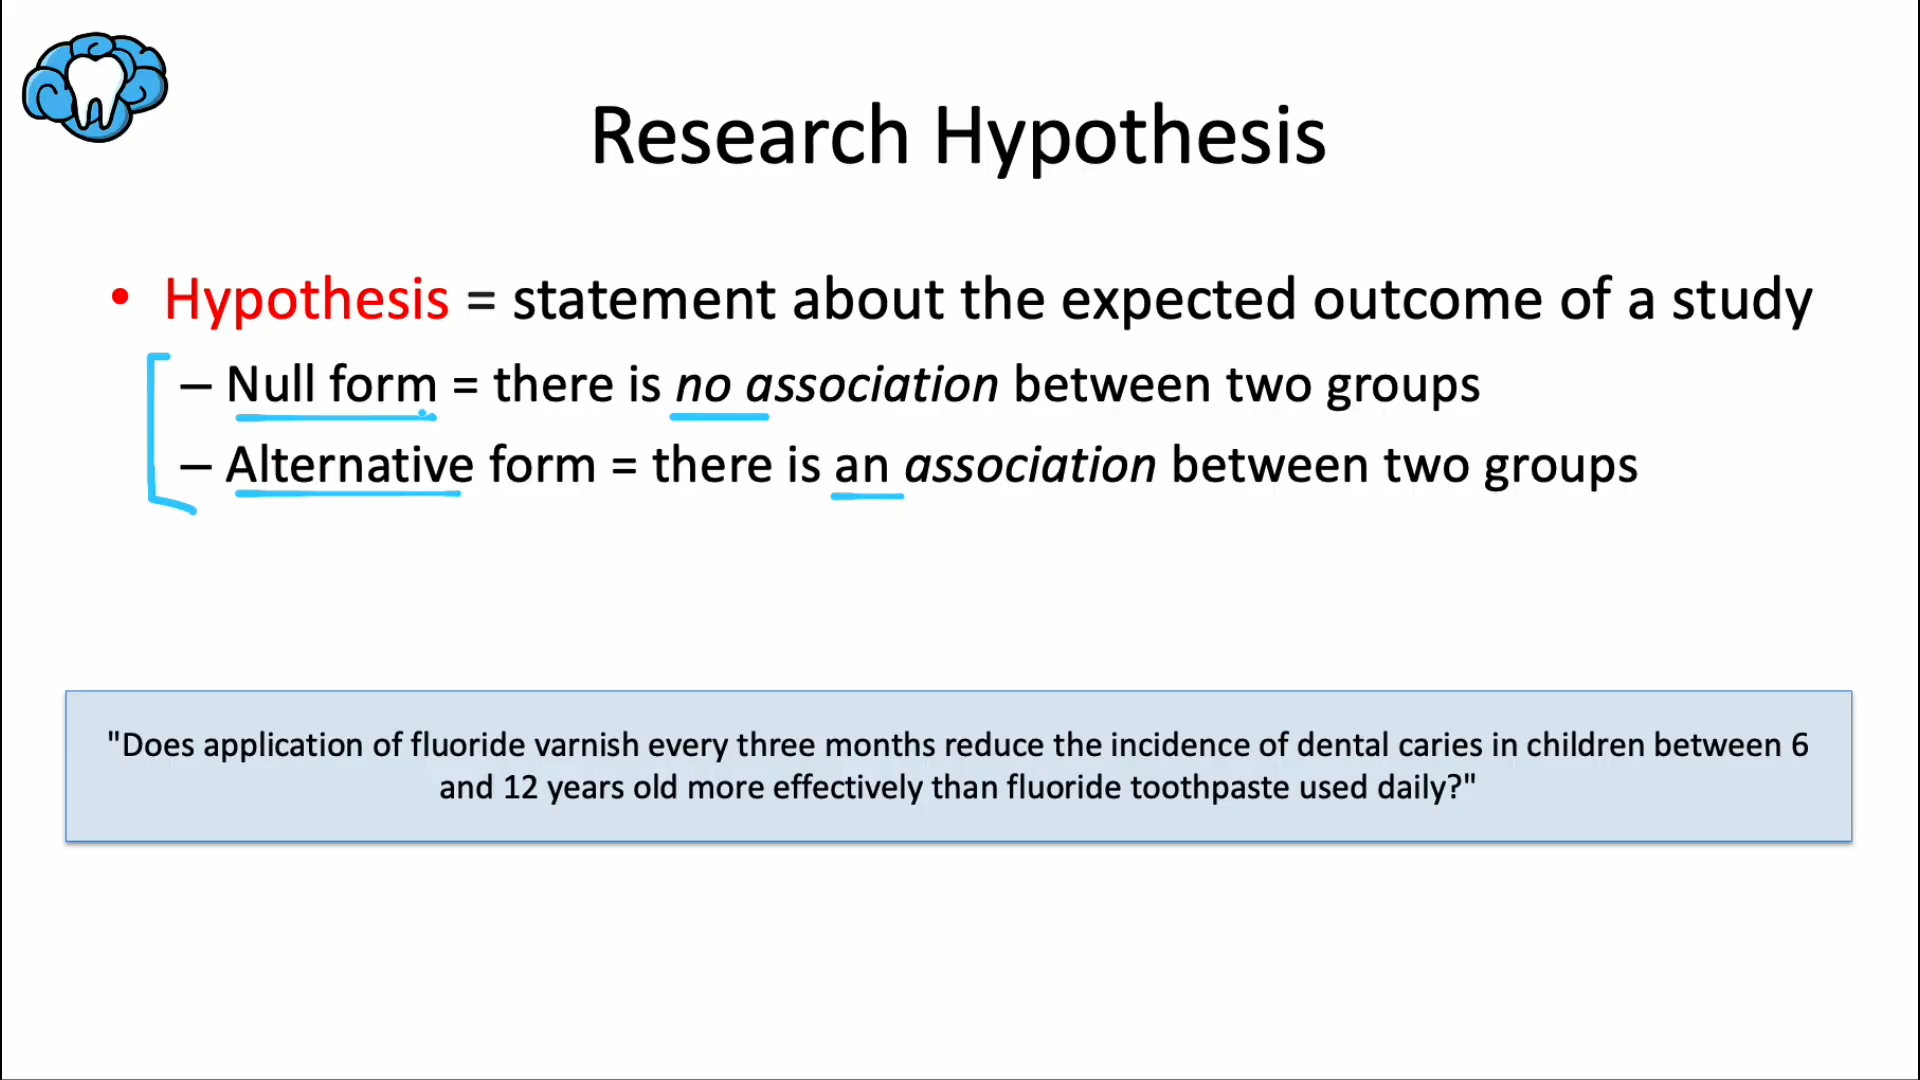 Research Hypothesis
• Hypothesis = statement about the expected outcome of a study
– Null form = there is no association between two groups
– Alternative form = there is an association between two groups
"Does application of fluoride varnish every three months reduce the incidence of dental caries in children between 6
and 12 years old more effectively than fluoride toothpaste used daily?"